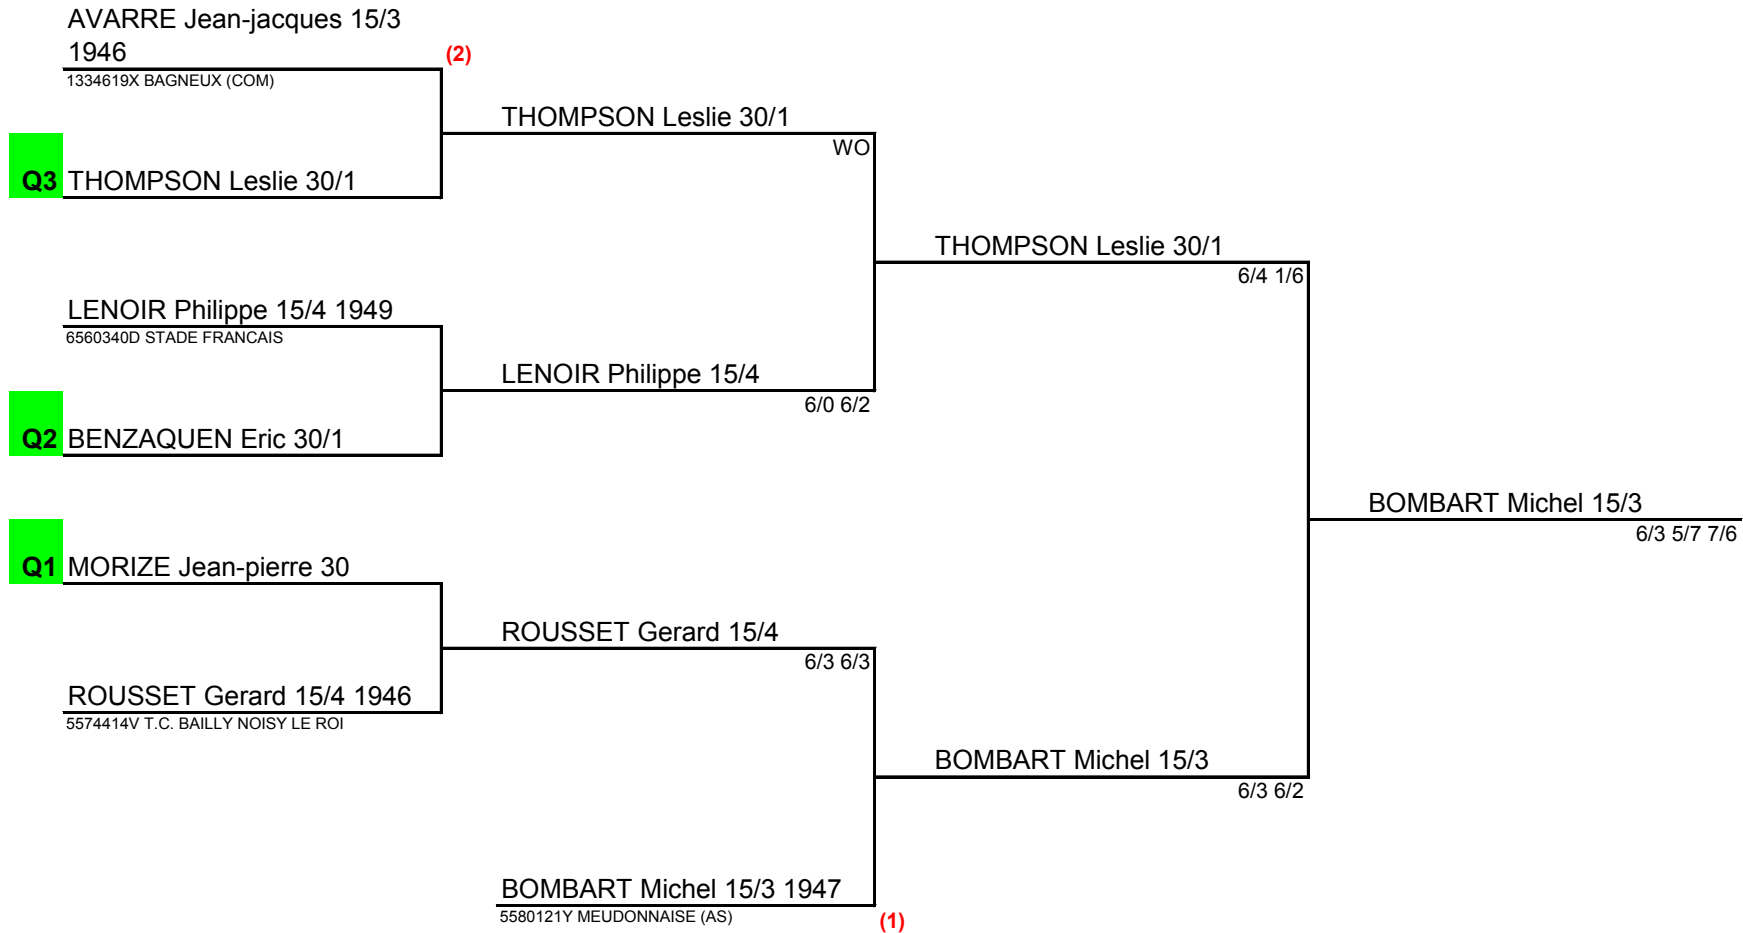 AVARRE Jean-jacques 15/3
1946
(2)
1334619X BAGNEUX (COM)
THOMPSON Leslie 30/1
WO
Q3 THOMPSON Leslie 30/1
THOMPSON Leslie 30/1
6/4 1/6
LENOIR Philippe 15/4 1949
6560340D STADE FRANCAIS
LENOIR Philippe 15/4
6/0 6/2
Q2 BENZAQUEN Eric 30/1
BOMBART Michel 15/3
6/3 5/7 7/6
Q1 MORIZE Jean-pierre 30
ROUSSET Gerard 15/4
6/3 6/3
ROUSSET Gerard 15/4 1946
5574414V T.C. BAILLY NOISY LE ROI
BOMBART Michel 15/3
6/3 6/2
BOMBART Michel 15/3 1947
5580121Y MEUDONNAISE (AS)
(1)